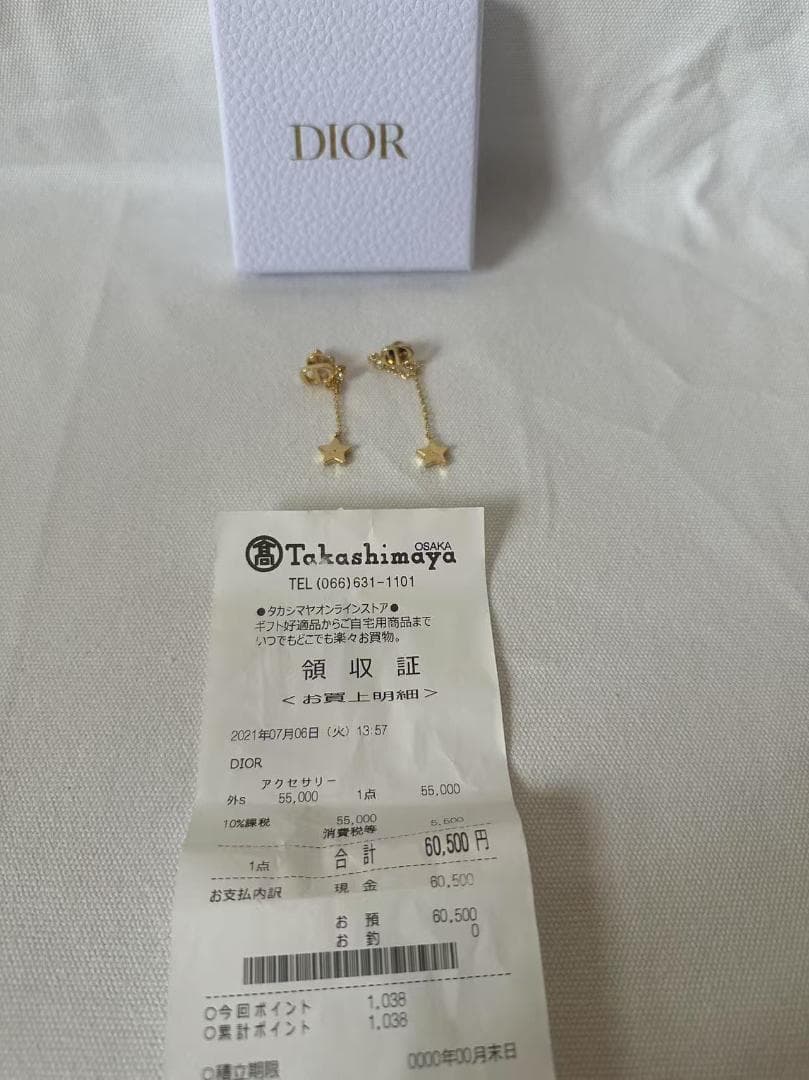 DIOR
高 Takashimaya OSAKA
TEL (066)631-1101
●タカシマヤオンラインストア●
ギフト好適品からご自宅用商品まで
いつでもどこでも楽々お買物。
領収証
<お買上明細>
2021年07月06日（火）13:57
DIOR
アクセサリー
外S 55,000 1点 55,000
10%課税 55,000
消費税等 5,500
1点 合計 60,500円
お支払内訳 現金 60,500
お預 60,500
お釣 0
○今回ポイント 1,038
○累計ポイント 1,038
○積立期限 0000年00月末日